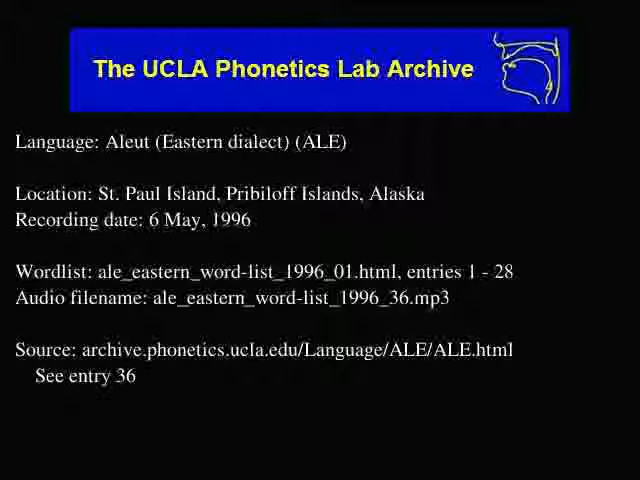 The UCLA Phonetics Lab Archive
Language: Aleut (Eastern dialect) (ALE)
Location: St. Paul Island, Pribiloff Islands, Alaska
Recording date: 6 May, 1996
Wordlist: ale_eastern_word-list_1996_01.html, entries 1 - 28
Audio filename: ale_eastern_word-list_1996_36.mp3
Source: archive.phonetics.ucla.edu/Language/ALE/ALE.html
See entry 36